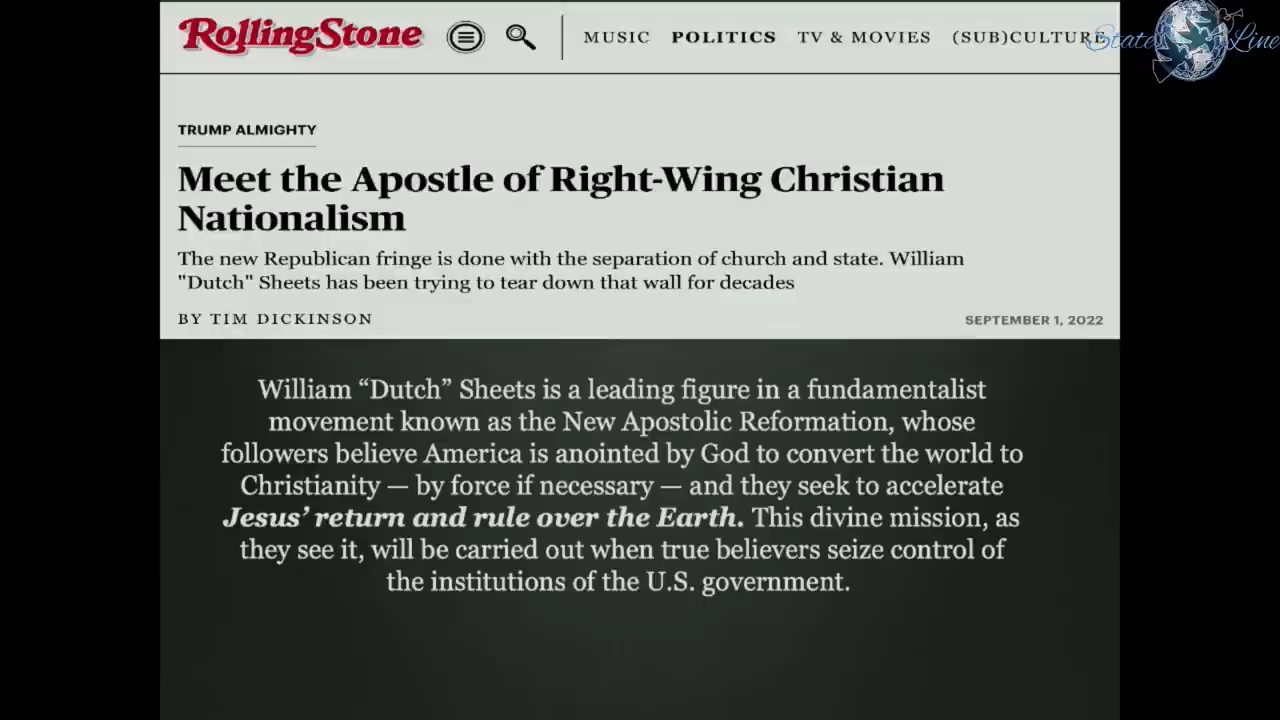 RollingStone
MUSIC POLITICS TV & MOVIES (SUB)CULTURE
State Line
TRUMP ALMIGHTY
Meet the Apostle of Right-Wing Christian
Nationalism
The new Republican fringe is done with the separation of church and state. William
"Dutch" Sheets has been trying to tear down that wall for decades
BY TIM DICKINSON
SEPTEMBER 1, 2022
William “Dutch” Sheets is a leading figure in a fundamentalist
movement known as the New Apostolic Reformation, whose
followers believe America is anointed by God to convert the world to
Christianity — by force if necessary — and they seek to accelerate
Jesus’ return and rule over the Earth. This divine mission, as
they see it, will be carried out when true believers seize control of
the institutions of the U.S. government.